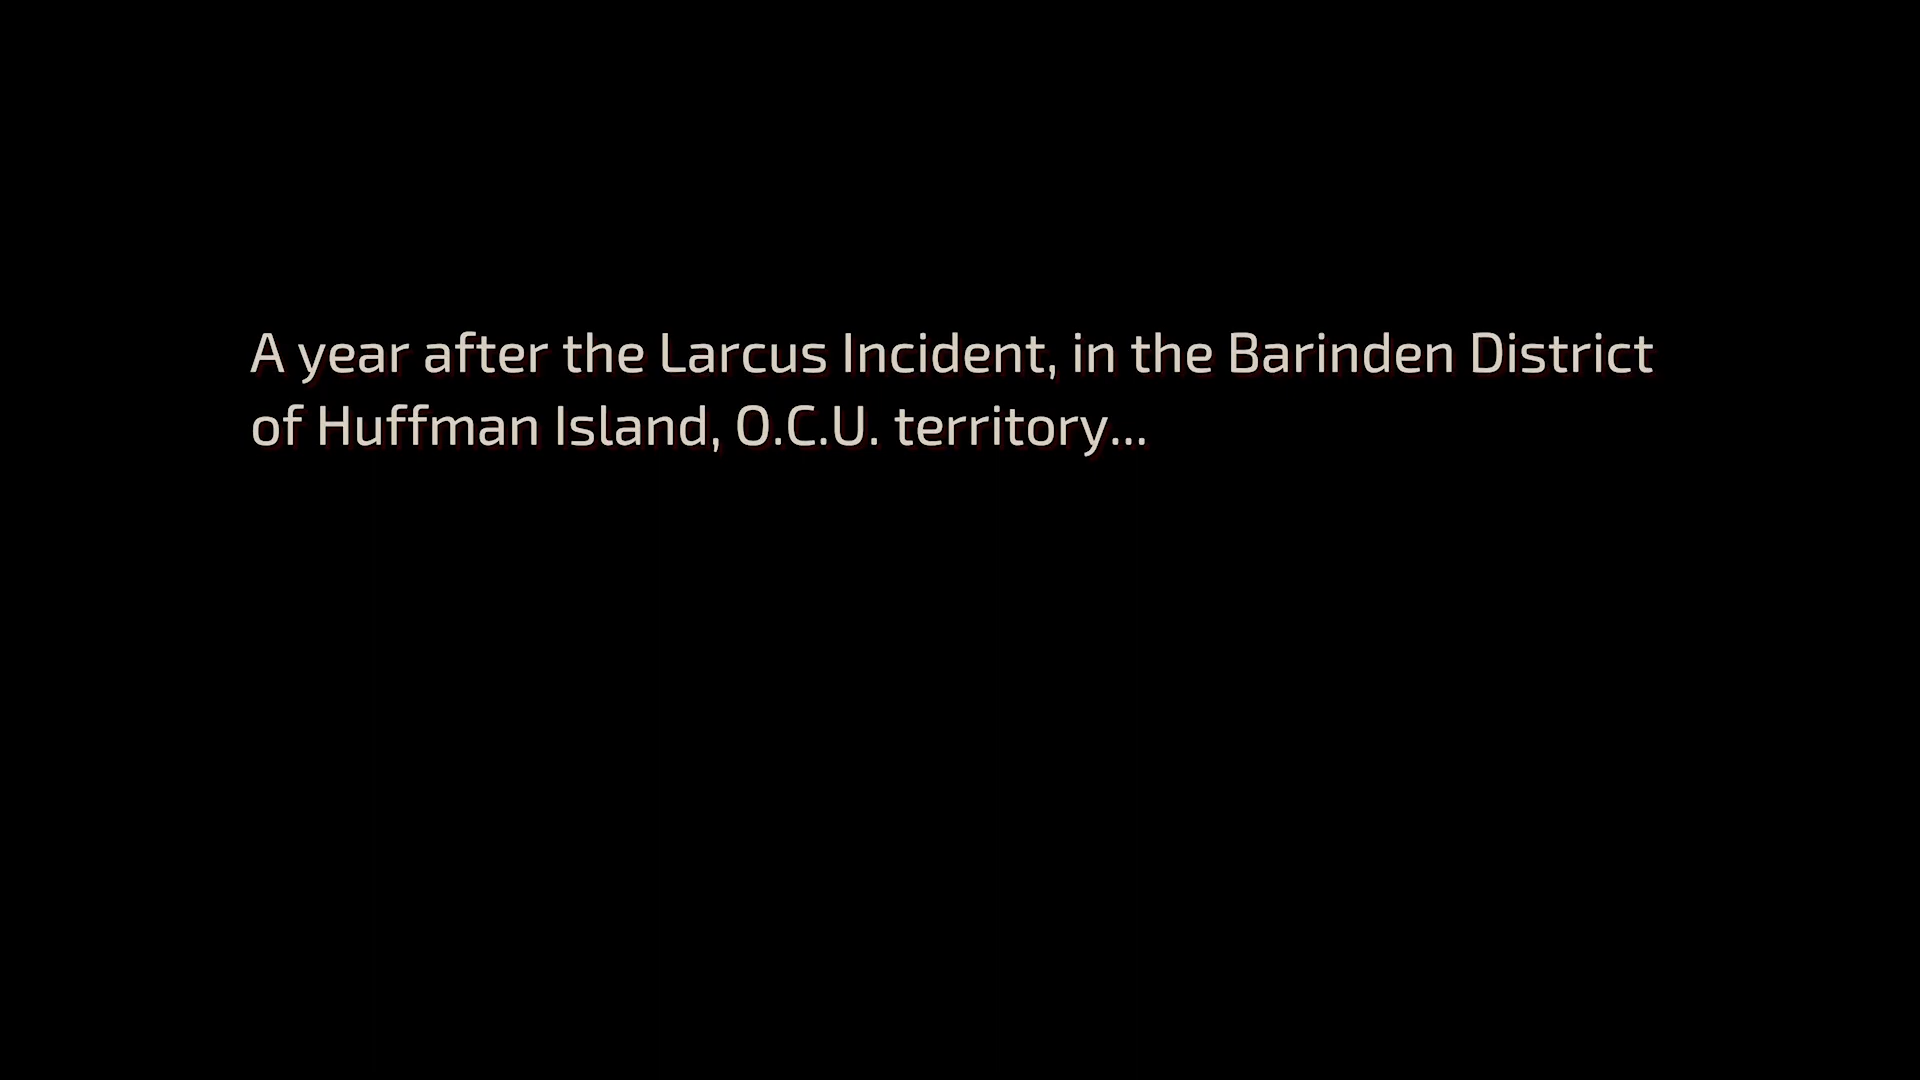 A year after the Larcus Incident, in the Barinden District
of Huffman Island, O.C.U. territory...